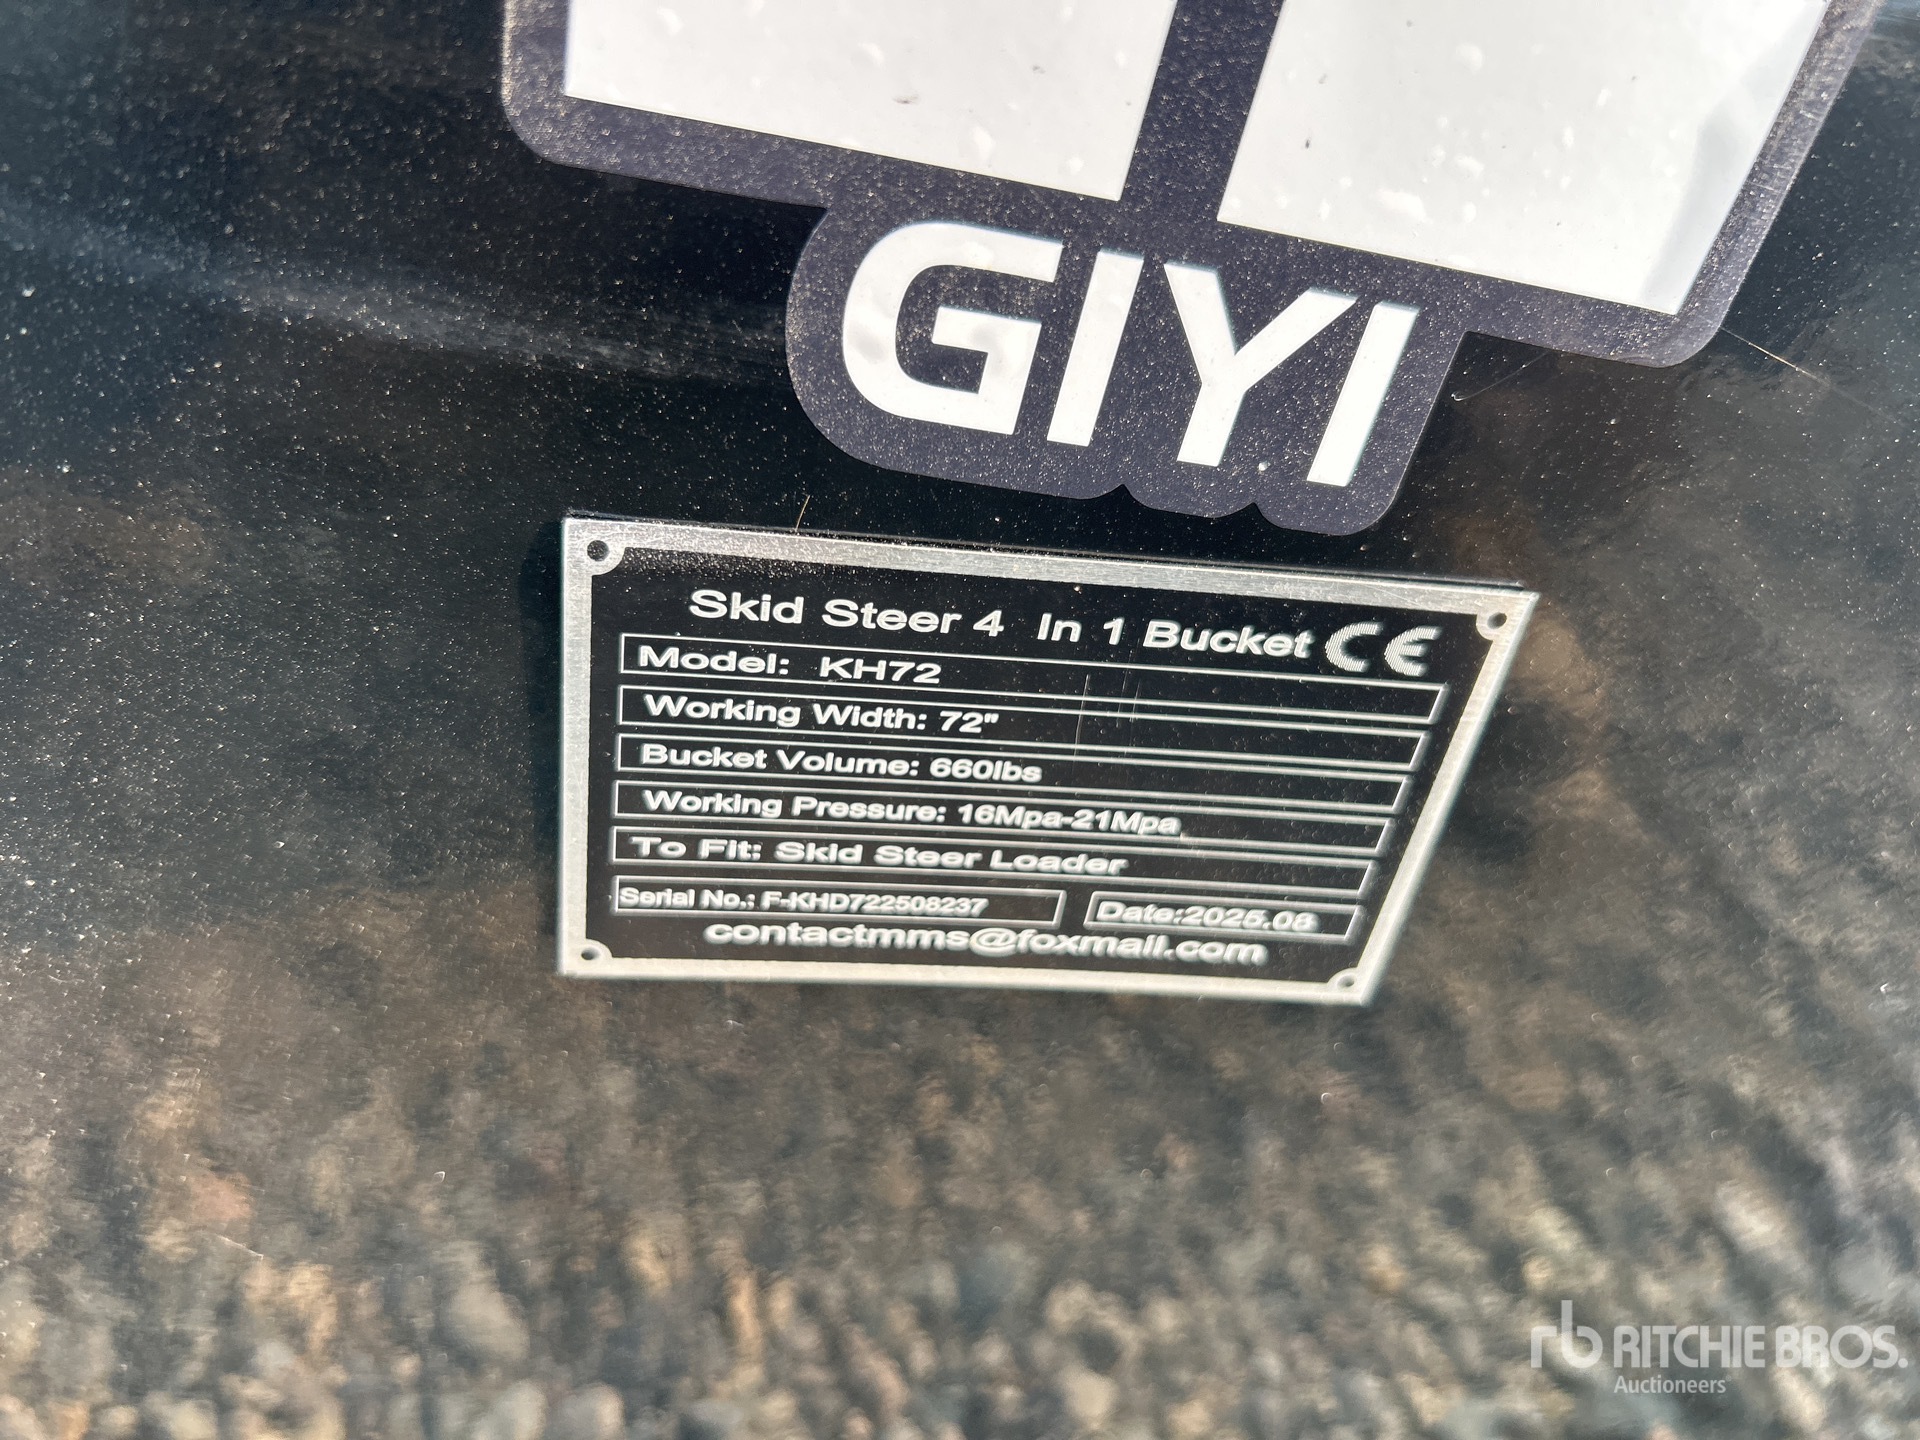 GIYI
Skid Steer 4 In 1 Bucket CE
Model: KH72
Working Width: 72"
Bucket Volume: 660lbs
Working Pressure: 16Mpa-21Mpa
To Fit: Skid Steer Loader
Serial No.: F-KHD722508237 Date:2025.08
contactmms@foxmail.com
rb RITCHIE BROS.
Auctioneers